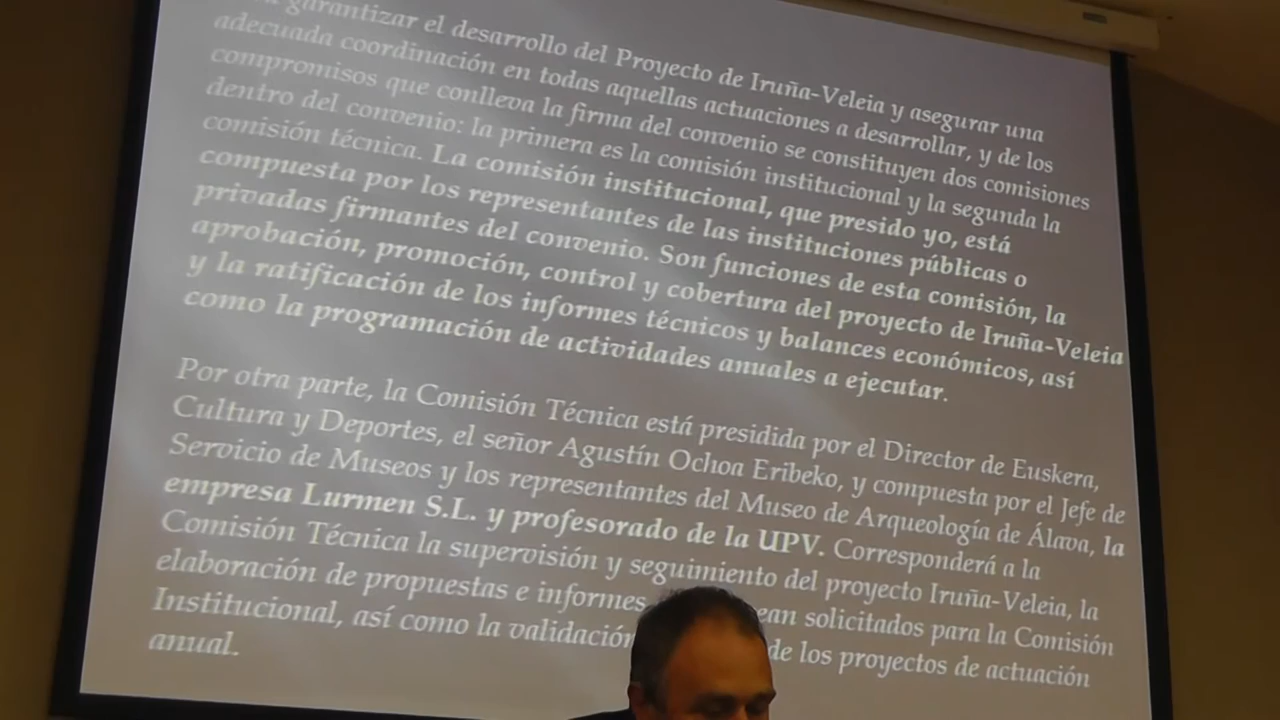 garantizar el desarrollo del Proyecto de Iruña-Veleia y asegurar una
adecuada coordinación en todas aquellas actuaciones a desarrollar, y de los
compromisos que conlleva la firma del convenio se constituyen dos comisiones
dentro del convenio: la primera es la comisión institucional y la segunda la
comisión técnica. La comisión institucional, que presido yo, está
compuesta por los representantes de las instituciones públicas o
privadas firmantes del convenio. Son funciones de esta comisión, la
aprobación, promoción, control y cobertura del proyecto de Iruña-Veleia
y la ratificación de los informes técnicos y balances económicos, así
como la programación de actividades anuales a ejecutar.
Por otra parte, la Comisión Técnica está presidida por el Director de Euskera,
Cultura y Deportes, el señor Agustín Ochoa Eribeko, y compuesta por el Jefe de
Servicio de Museos y los representantes del Museo de Arqueología de Álava, la
empresa Lurmen S.L. y profesorado de la UPV. Corresponderá a la
Comisión Técnica la supervisión y seguimiento del proyecto Iruña-Veleia, la
elaboración de propuestas e informes ean solicitados para la Comisión
Institucional, así como la validación de los proyectos de actuación
anual.